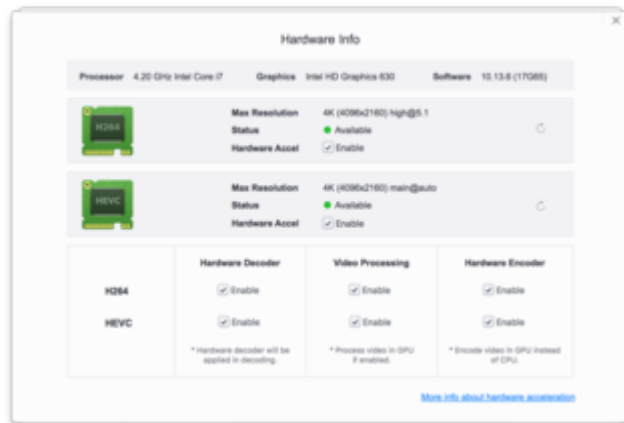 Hardware Info
Processor 4.20 GHz Intel Core i7 Graphics Intel HD Graphics 630 Software 10.13.6 (17G65)
H264
Max Resolution 4K (4096x2160) high@5.1
Status Available
Hardware Accel Enable
HEVC
Max Resolution 4K (4096x2160) main@auto
Status Available
Hardware Accel Enable
Hardware Decoder Video Processing Hardware Encoder
H264 Enable Enable Enable
HEVC Enable Enable Enable
* Hardware decoder will be * Process video in GPU * Encode video in GPU instead
applied in decoding. if enabled. of CPU.
More info about hardware acceleration